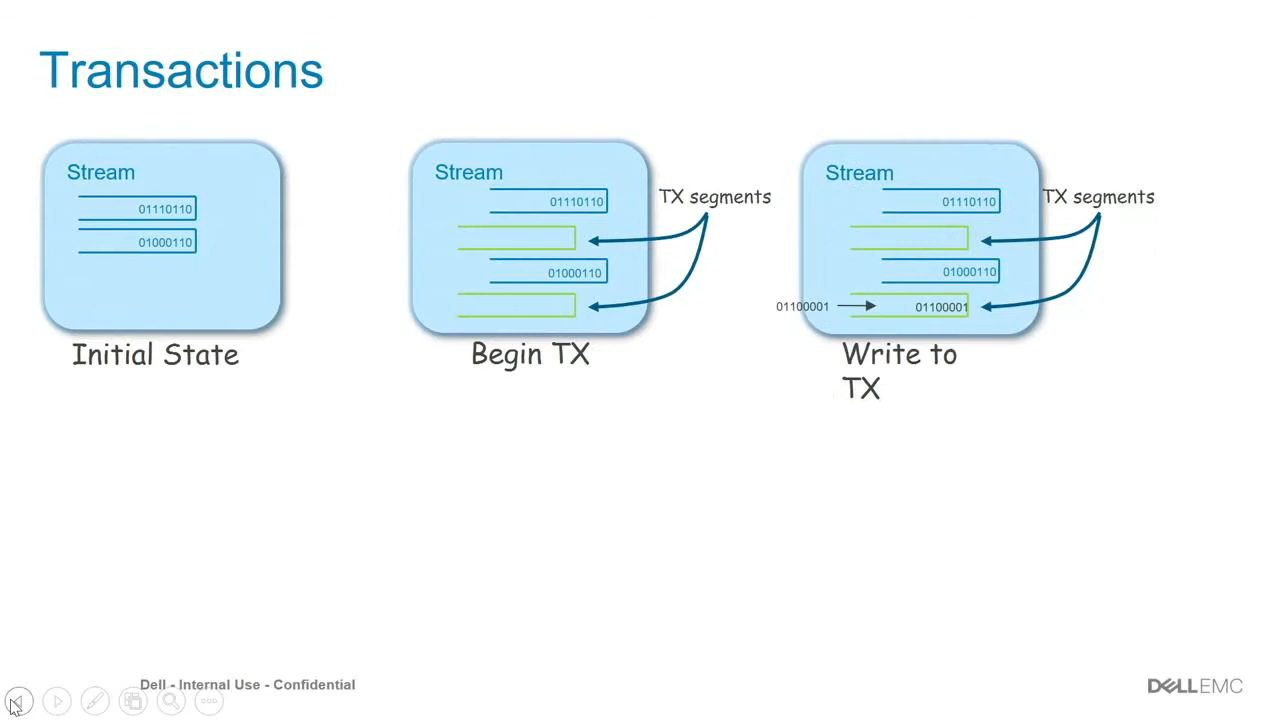 Transactions
Stream
01110110
01000110
Initial State
Stream
01110110
01000110
TX segments
Begin TX
Stream
01110110
01000110
01100001
01100001
TX segments
Write to
TX
Dell - Internal Use - Confidential
DELLEMC